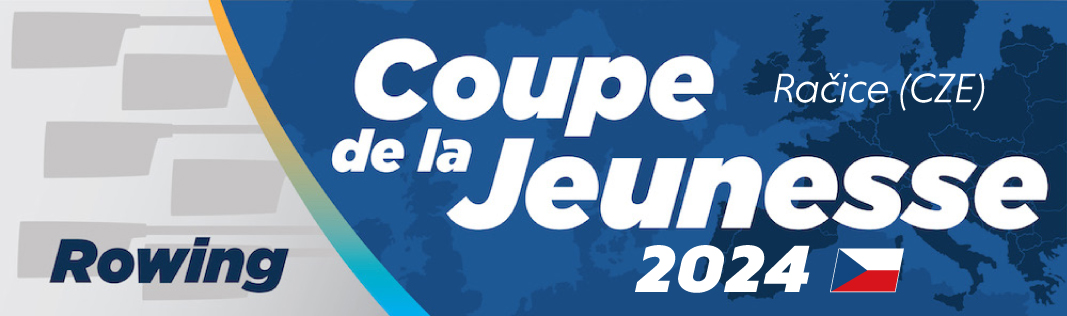 Coupe
Račice (CZE)
de la
Jeunesse
2024
Rowing